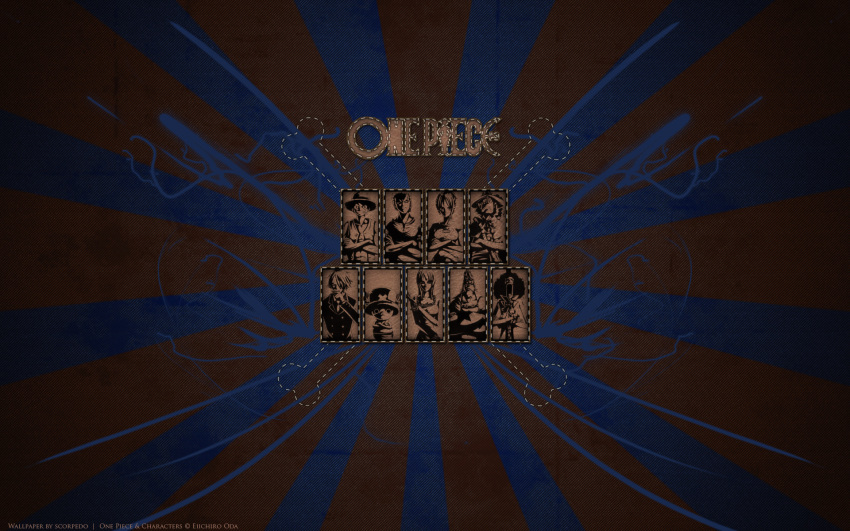 ONE PIECE
WALLPAPER BY SCORPEDO | ONE PIECE & CHARACTERS © EIICHIRO ODA